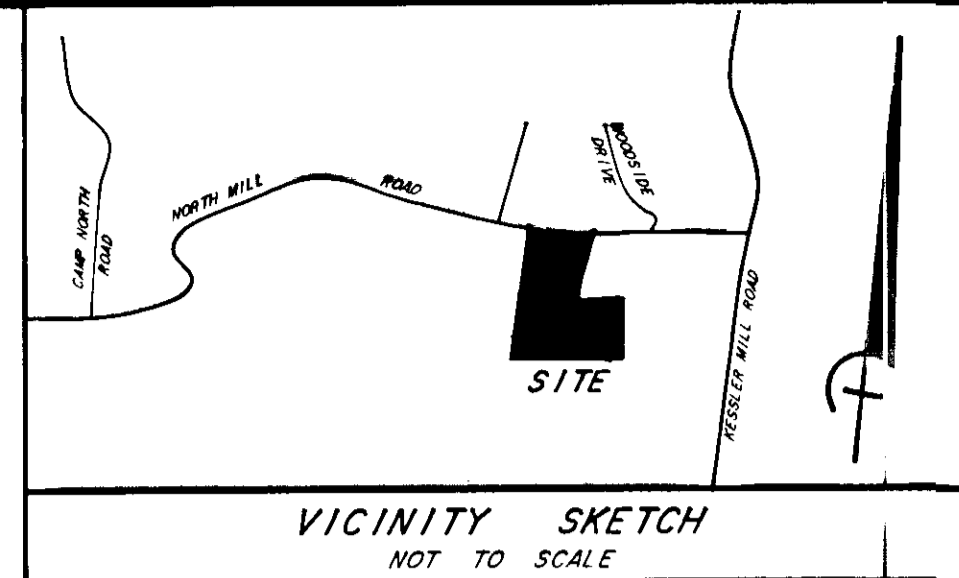 CAMP NORTH
ROAD
NORTH MILL ROAD
WOODSIDE
DRIVE
KESSLER MILL ROAD
SITE
VICINITY SKETCH
NOT TO SCALE